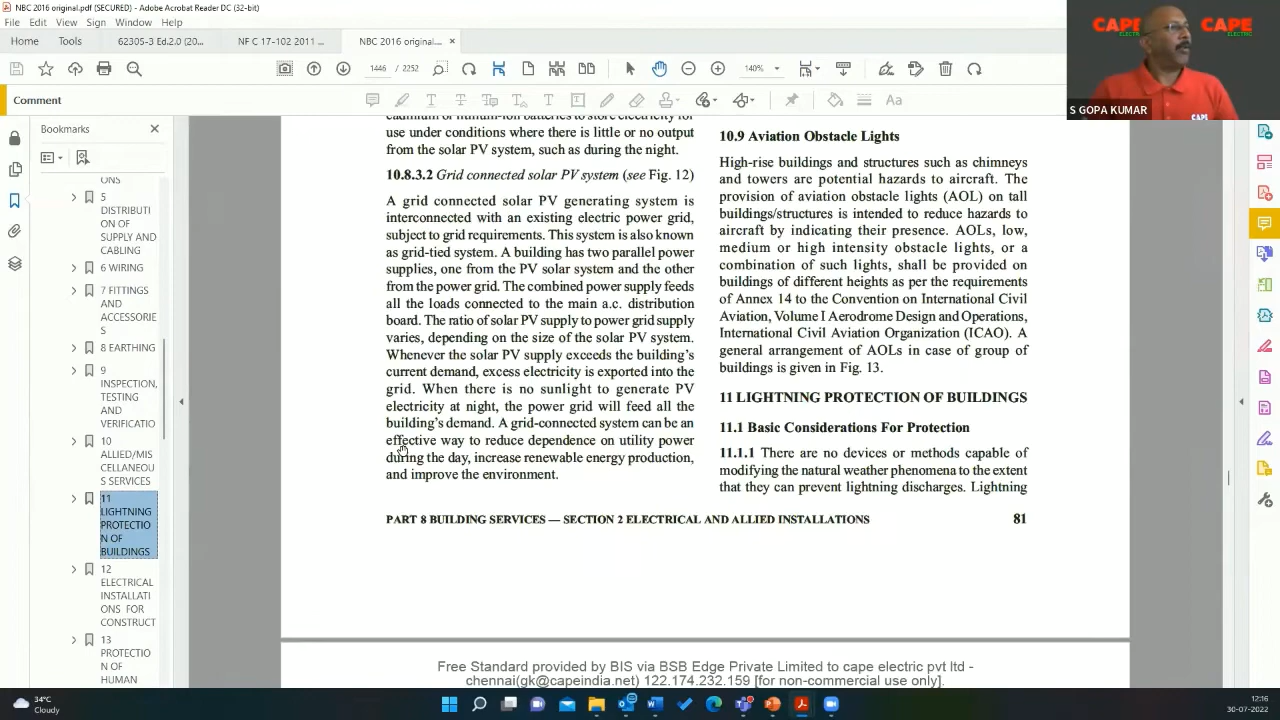 NBC 2016 original.pdf (SECURED) - Adobe Acrobat Reader DC (32-bit)
File Edit View Sign Window Help
Home Tools 62305-3 Ed.2.0 (20... NF C 17-102 2011 ... NBC 2016 original....
1446 / 2252 140%
Comment
Aa
CAPE CAPE
ELECTRIC
S GOPA KUMAR
CAPE
Bookmarks
ONS
5
DISTRIBUTI
ON OF
SUPPLY AND
CABLING
6 WIRING
7 FITTINGS
AND
ACCESSORIE
S
8 EARTHING
9
INSPECTION,
TESTING
AND
VERIFICATIO
10
ALLIED/MIS
CELLANEOU
S SERVICES
11
LIGHTNING
PROTECTIO
N OF
BUILDINGS
12
ELECTRICAL
INSTALLATI
ONS FOR
CONSTRUCT
13
PROTECTIO
N OF
HUMAN
cadmium or lithium-ion batteries to store electricity for
use under conditions where there is little or no output
from the solar PV system, such as during the night.
10.8.3.2 Grid connected solar PV system (see Fig. 12)
A grid connected solar PV generating system is
interconnected with an existing electric power grid,
subject to grid requirements. This system is also known
as grid-tied system. A building has two parallel power
supplies, one from the PV solar system and the other
from the power grid. The combined power supply feeds
all the loads connected to the main a.c. distribution
board. The ratio of solar PV supply to power grid supply
varies, depending on the size of the solar PV system.
Whenever the solar PV supply exceeds the building's
current demand, excess electricity is exported into the
grid. When there is no sunlight to generate PV
electricity at night, the power grid will feed all the
building's demand. A grid-connected system can be an
effective way to reduce dependence on utility power
during the day, increase renewable energy production,
and improve the environment.
10.9 Aviation Obstacle Lights
High-rise buildings and structures such as chimneys
and towers are potential hazards to aircraft. The
provision of aviation obstacle lights (AOL) on tall
buildings/structures is intended to reduce hazards to
aircraft by indicating their presence. AOLs, low,
medium or high intensity obstacle lights, or a
combination of such lights, shall be provided on
buildings of different heights as per the requirements
of Annex 14 to the Convention on International Civil
Aviation, Volume I Aerodrome Design and Operations,
International Civil Aviation Organization (ICAO). A
general arrangement of AOLs in case of group of
buildings is given in Fig. 13.
11 LIGHTNING PROTECTION OF BUILDINGS
11.1 Basic Considerations For Protection
11.1.1 There are no devices or methods capable of
modifying the natural weather phenomena to the extent
that they can prevent lightning discharges. Lightning
PART 8 BUILDING SERVICES — SECTION 2 ELECTRICAL AND ALLIED INSTALLATIONS 81
Free Standard provided by BIS via BSB Edge Private Limited to cape electric pvt ltd -
chennai(gk@capeindia.net) 122.174.232.159 [for non-commercial use only].
34°C
Cloudy
12:16
30-07-2022